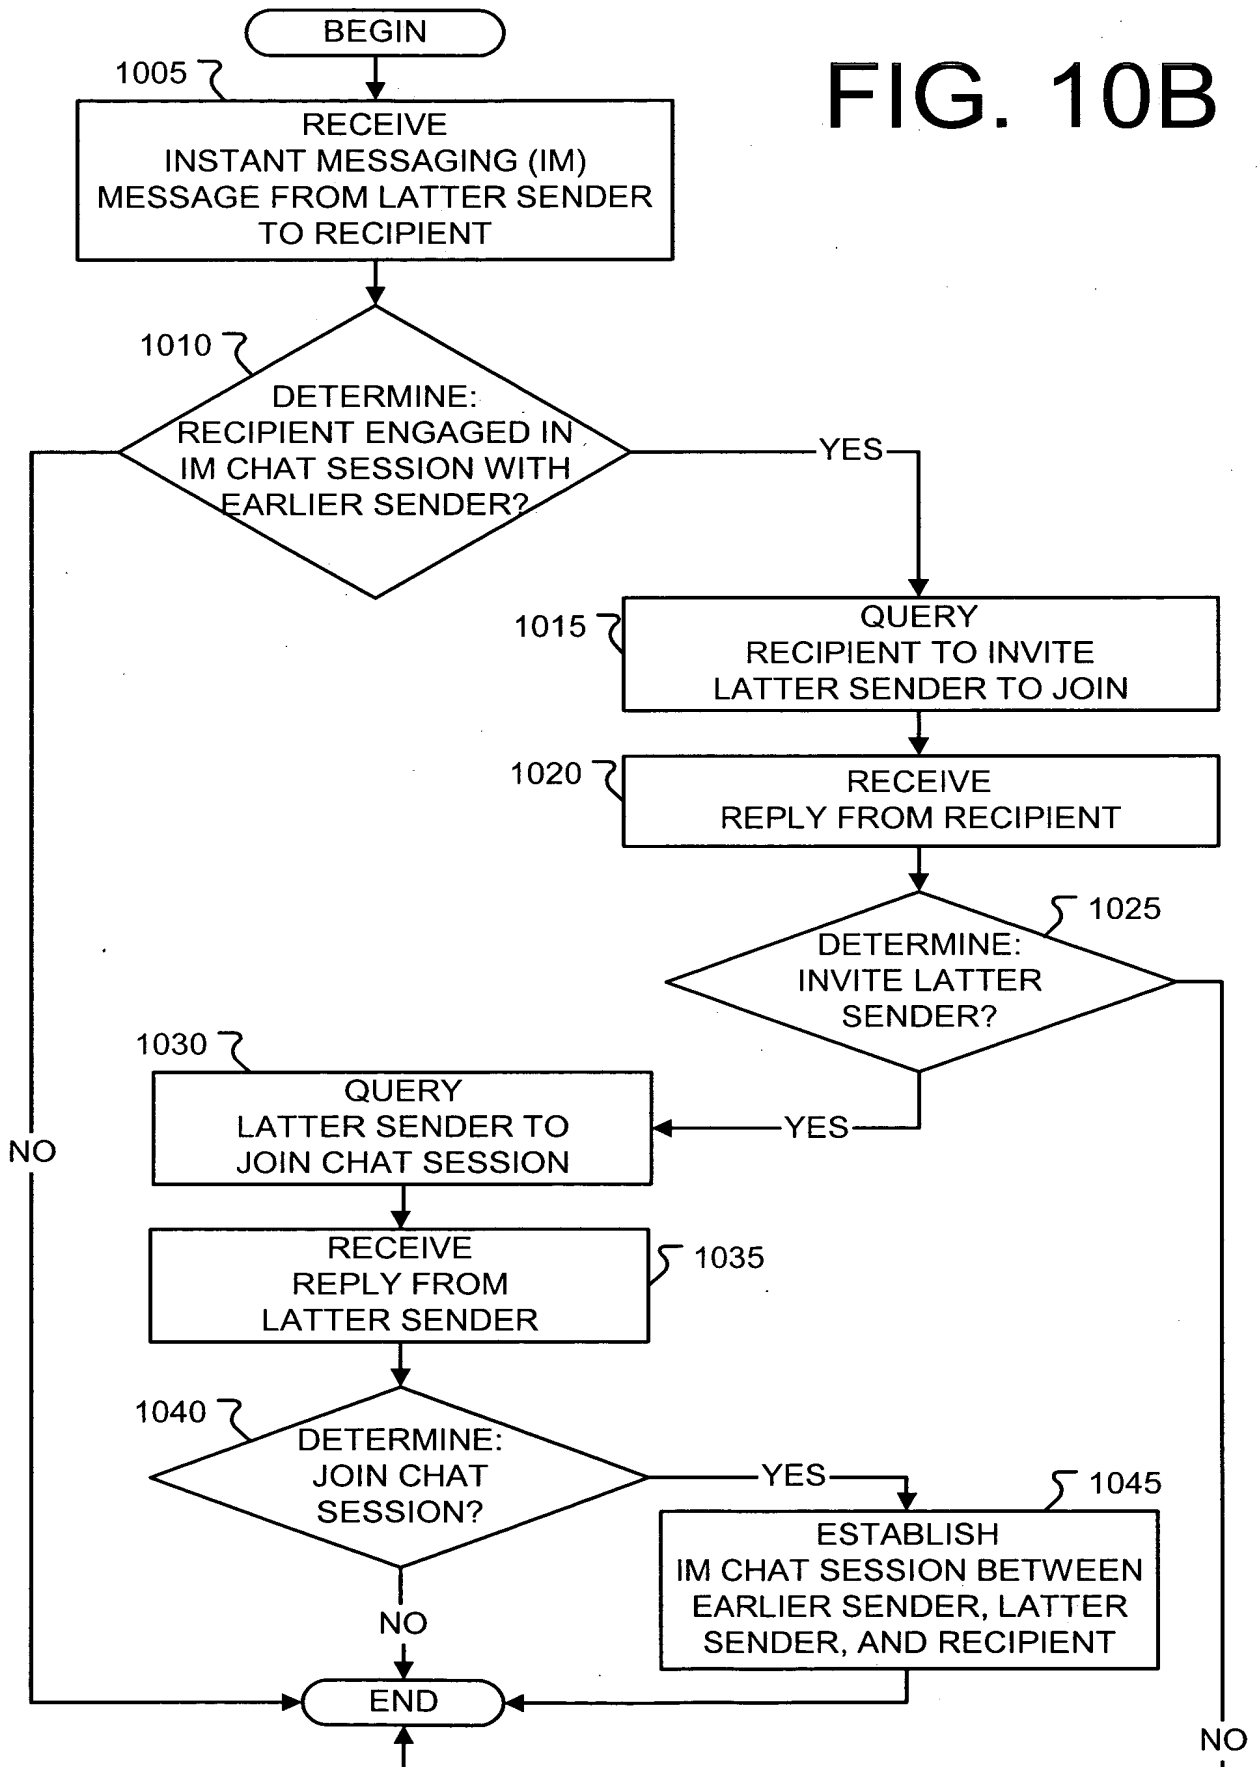 BEGIN
FIG. 10B
1005
RECEIVE
INSTANT MESSAGING (IM)
MESSAGE FROM LATTER SENDER
TO RECIPIENT
1010
DETERMINE:
RECIPIENT ENGAGED IN
IM CHAT SESSION WITH
EARLIER SENDER?
YES
1015
QUERY
RECIPIENT TO INVITE
LATTER SENDER TO JOIN
1020
RECEIVE
REPLY FROM RECIPIENT
1025
DETERMINE:
INVITE LATTER
SENDER?
1030
QUERY
LATTER SENDER TO
JOIN CHAT SESSION
YES
NO
1035
RECEIVE
REPLY FROM
LATTER SENDER
1040
DETERMINE:
JOIN CHAT
SESSION?
YES
1045
ESTABLISH
IM CHAT SESSION BETWEEN
EARLIER SENDER, LATTER
SENDER, AND RECIPIENT
NO
END
NO